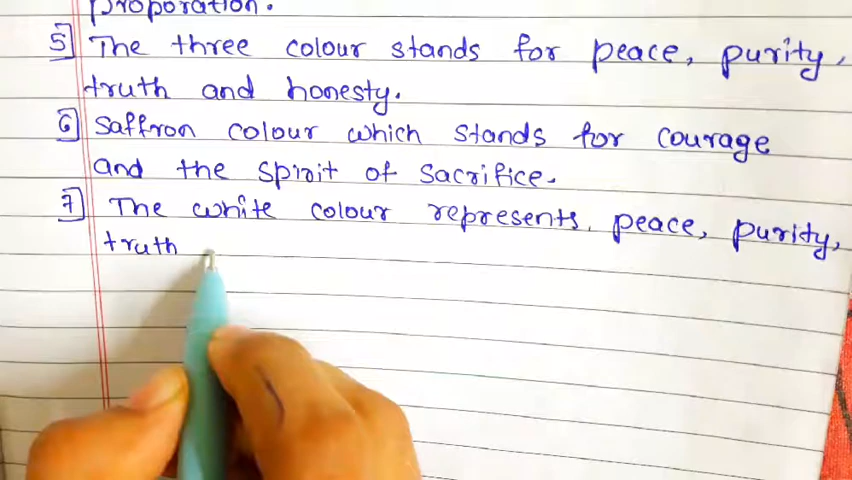 proporation.
5] The three colour stands for peace, purity,
truth and honesty.
6] Saffron colour which stands for courage
and the spirit of sacrifice.
7] The white colour represents peace, purity,
truth